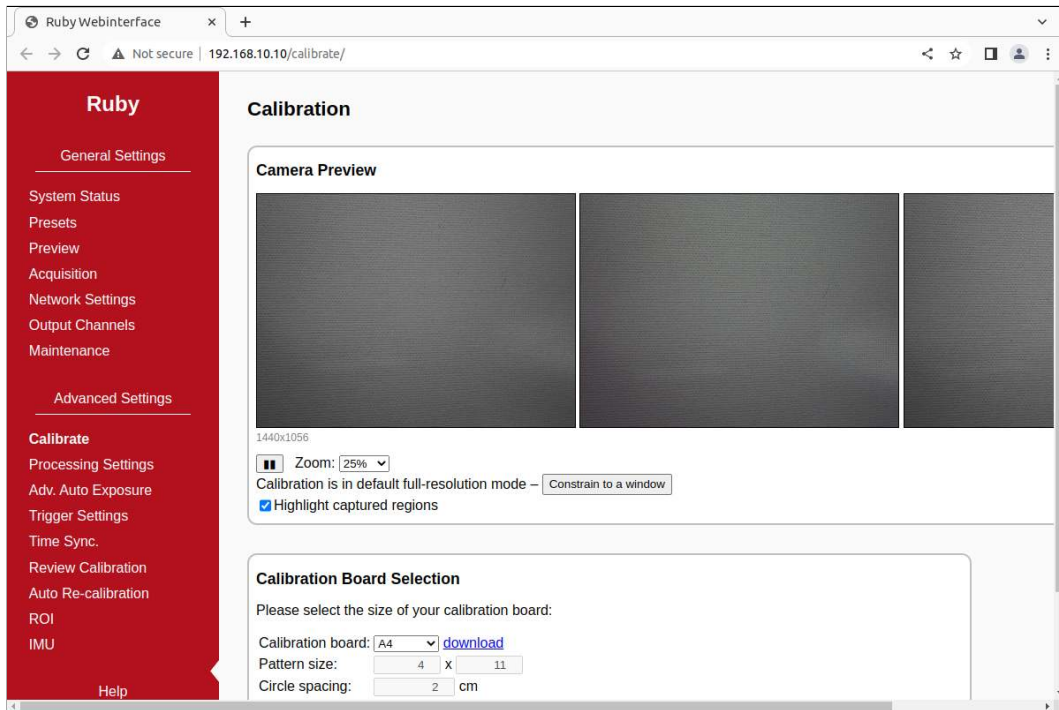 Ruby Webinterface
Not secure | 192.168.10.10/calibrate/
Ruby
General Settings
System Status
Presets
Preview
Acquisition
Network Settings
Output Channels
Maintenance
Advanced Settings
Calibrate
Processing Settings
Adv. Auto Exposure
Trigger Settings
Time Sync.
Review Calibration
Auto Re-calibration
ROI
IMU
Help
Calibration
Camera Preview
1440x1056
Zoom: 25%
Calibration is in default full-resolution mode – Constrain to a window
Highlight captured regions
Calibration Board Selection
Please select the size of your calibration board:
Calibration board: A4 download
Pattern size: 4 x 11
Circle spacing: 2 cm